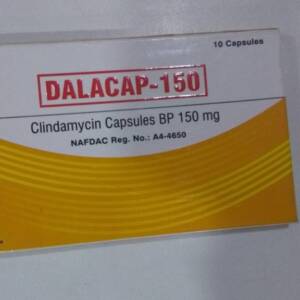 10 Capsules
DALACAP-150
Clindamycin Capsules BP 150 mg
NAFDAC Reg. No.: A4-4650